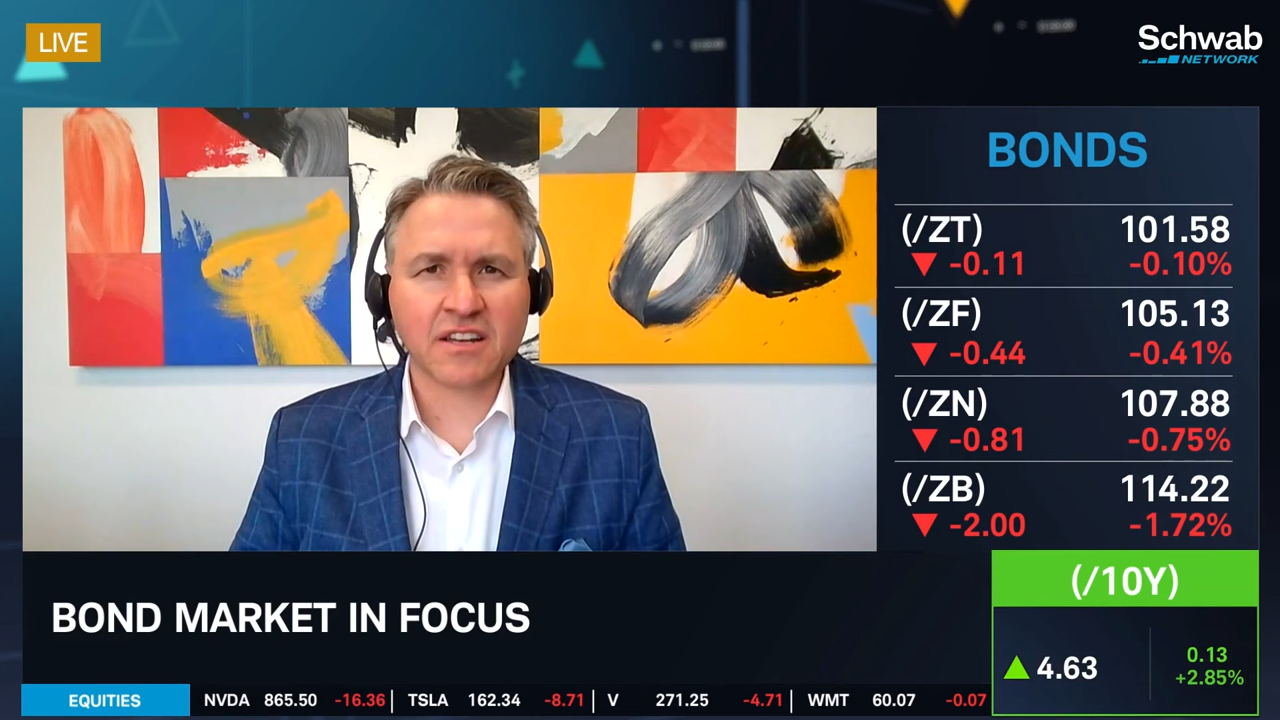 LIVE
Schwab
NETWORK
BONDS
(/ZT) 101.58
▼ -0.11 -0.10%
(/ZF) 105.13
▼ -0.44 -0.41%
(/ZN) 107.88
▼ -0.81 -0.75%
(/ZB) 114.22
▼ -2.00 -1.72%
(/10Y)
▲ 4.63 0.13
+2.85%
BOND MARKET IN FOCUS
EQUITIES NVDA 865.50 -16.36 TSLA 162.34 -8.71 V 271.25 -4.71 WMT 60.07 -0.07